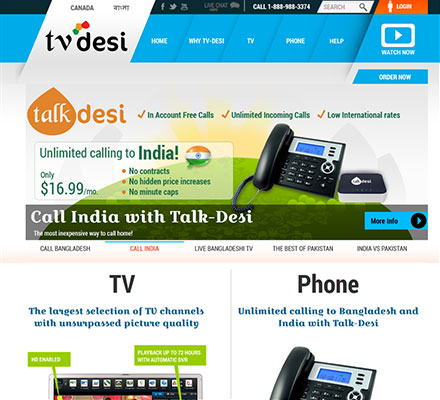 CANADA বাংলা LIVE CHAT CALL 1-888-988-3374 SEARCH LOGIN
tv desi
HOME WHY TV-DESI TV PHONE HELP
WATCH NOW
ORDER NOW
talk desi
In Account Free Calls Unlimited Incoming Calls Low International rates
Unlimited calling to India!
Only
$16.99/mo.
No contracts
No hidden price increases
No minute caps
talk desi
Call India with Talk-Desi
The most inexpensive way to call home!
More Info
CALL BANGLADESH CALL INDIA LIVE BANGLADESHI TV THE BEST OF PAKISTAN INDIA VS PAKISTAN
TV
The largest selection of TV channels
with unsurpassed picture quality
HD ENABLED
PLAYBACK UP TO 72 HOURS
WITH AUTOMATIC DVR
Phone
Unlimited calling to Bangladesh and
India with Talk-Desi